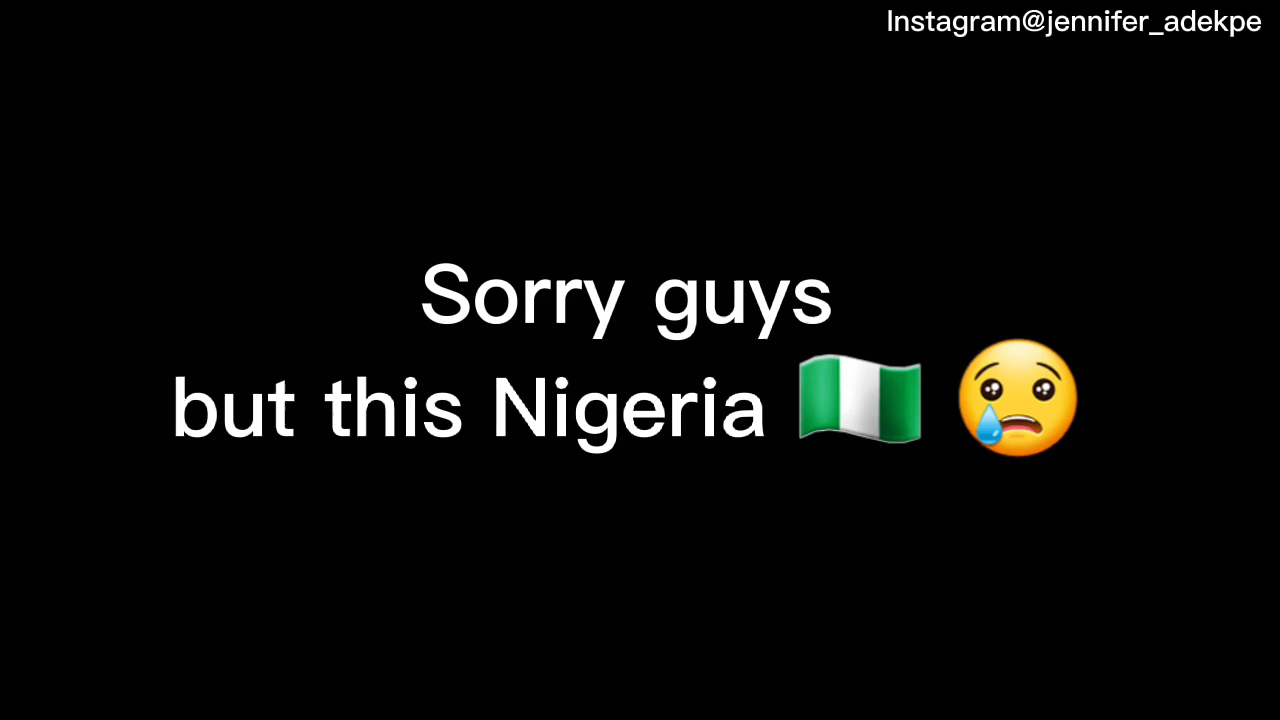 Instagram@jennifer_adekpe
Sorry guys
but this Nigeria 🇳🇬 😢